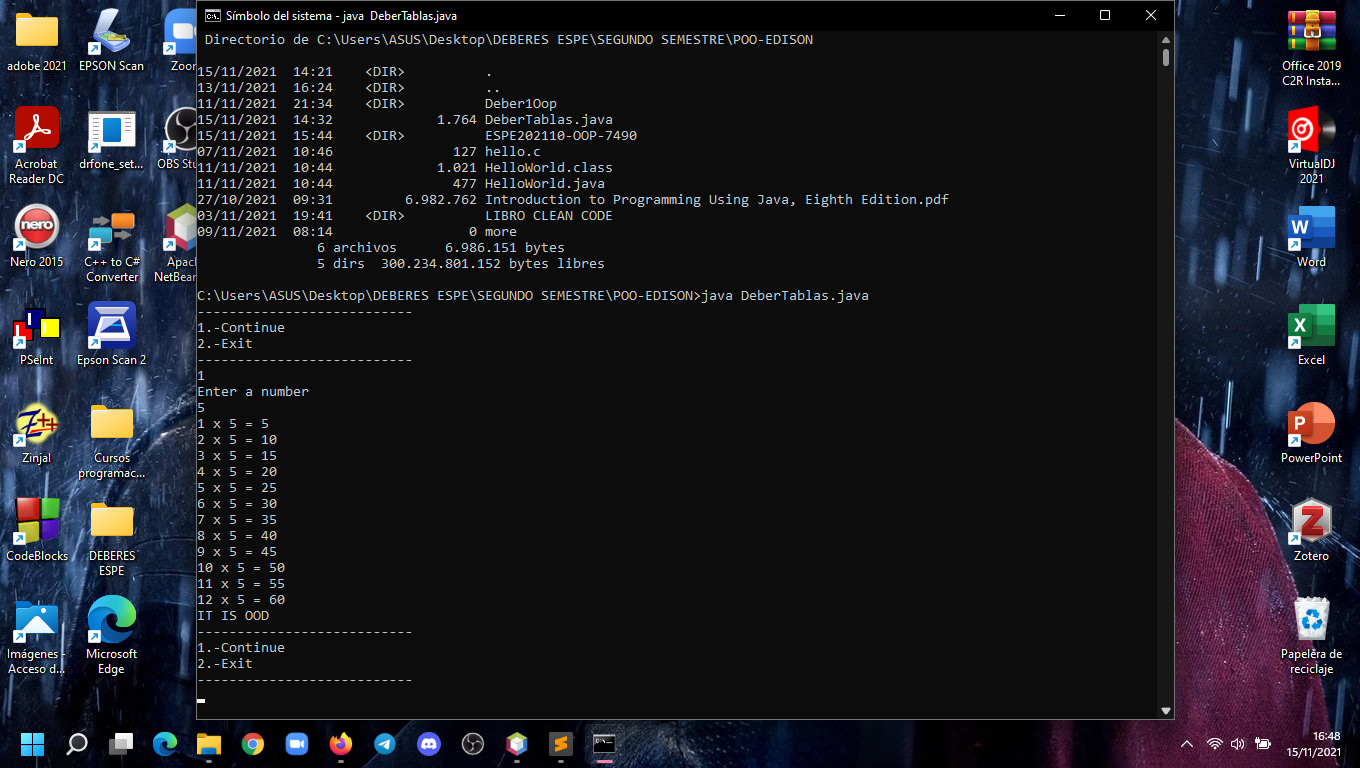 Símbolo del sistema - java  DeberTablas.java
 Directorio de C:\Users\ASUS\Desktop\DEBERES ESPE\SEGUNDO SEMESTRE\POO-EDISON
15/11/2021  14:21    <DIR>          .
13/11/2021  16:24    <DIR>          ..
11/11/2021  21:34    <DIR>          Deber1Oop
15/11/2021  14:32             1.764 DeberTablas.java
15/11/2021  15:44    <DIR>          ESPE202110-OOP-7490
07/11/2021  10:46               127 hello.c
11/11/2021  10:44             1.021 HelloWorld.class
11/11/2021  10:44               477 HelloWorld.java
27/10/2021  09:31         6.982.762 Introduction to Programming Using Java, Eighth Edition.pdf
03/11/2021  19:41    <DIR>          LIBRO CLEAN CODE
09/11/2021  08:14                 0 more
               6 archivos      6.986.151 bytes
               5 dirs  300.234.801.152 bytes libres
C:\Users\ASUS\Desktop\DEBERES ESPE\SEGUNDO SEMESTRE\POO-EDISON>java DeberTablas.java
---------------------------
1.-Continue
2.-Exit
---------------------------
1
Enter a number
5
1 x 5 = 5
2 x 5 = 10
3 x 5 = 15
4 x 5 = 20
5 x 5 = 25
6 x 5 = 30
7 x 5 = 35
8 x 5 = 40
9 x 5 = 45
10 x 5 = 50
11 x 5 = 55
12 x 5 = 60
IT IS OOD
---------------------------
1.-Continue
2.-Exit
---------------------------
adobe 2021
EPSON Scan
Zoom
Acrobat
Reader DC
drfone_set...
OBS Stu
nero
Nero 2015
C++ to C#
Converter
Apac
NetBean
PSeInt
Epson Scan 2
Zinjal
Cursos
programac...
CodeBlocks
DEBERES
ESPE
Imágenes -
Acceso d...
Microsoft
Edge
Office 2019
C2R Insta...
VirtualDJ
2021
Word
Excel
PowerPoint
Zotero
Papelera de
reciclaje
16:48
15/11/2021